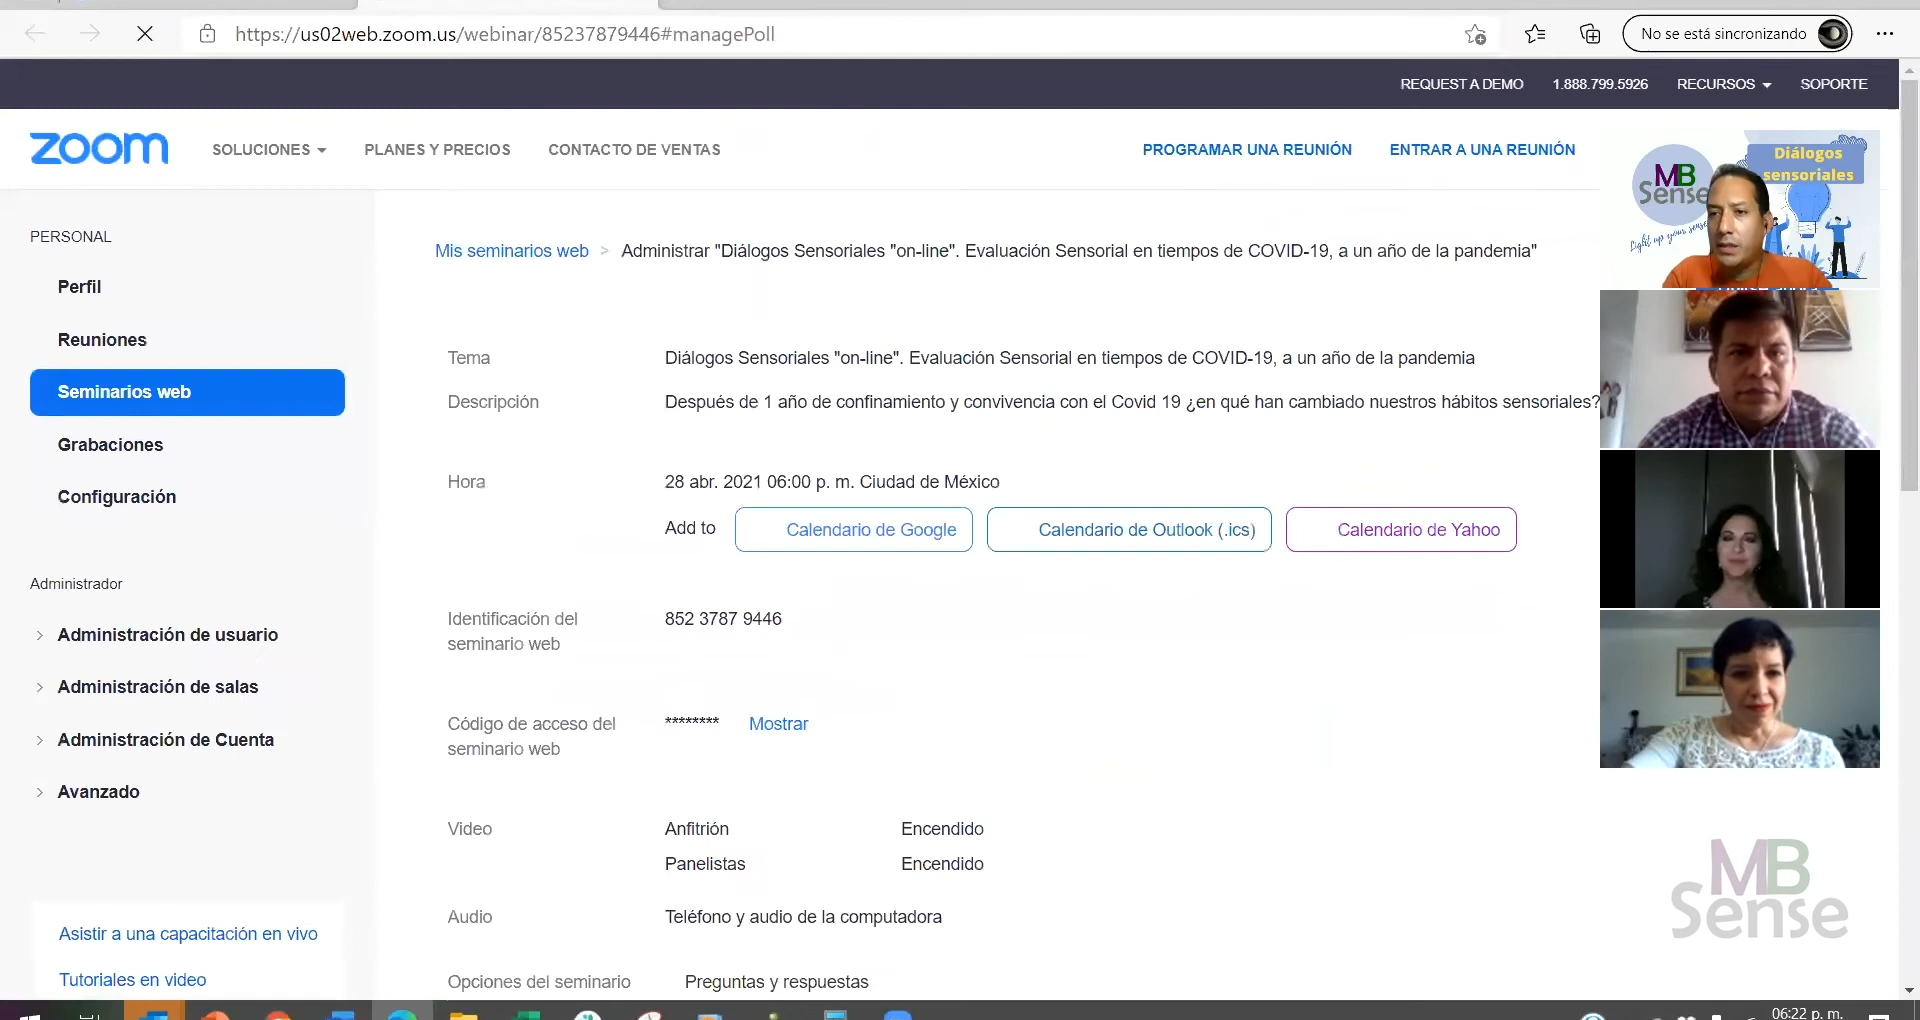 https://us02web.zoom.us/webinar/85237879446#managePoll
No se está sincronizando
REQUEST A DEMO 1.888.799.5926 RECURSOS SOPORTE
zoom SOLUCIONES PLANES Y PRECIOS CONTACTO DE VENTAS PROGRAMAR UNA REUNIÓN ENTRAR A UNA REUNIÓN
MB
Sense
Light up your sense
Diálogos
sensoriales
PERSONAL
Perfil
Reuniones
Seminarios web
Grabaciones
Configuración
Administrador
Administración de usuario
Administración de salas
Administración de Cuenta
Avanzado
Asistir a una capacitación en vivo
Tutoriales en video
Mis seminarios web > Administrar "Diálogos Sensoriales "on-line". Evaluación Sensorial en tiempos de COVID-19, a un año de la pandemia"
Tema Diálogos Sensoriales "on-line". Evaluación Sensorial en tiempos de COVID-19, a un año de la pandemia
Descripción Después de 1 año de confinamiento y convivencia con el Covid 19 ¿en qué han cambiado nuestros hábitos sensoriales?
Hora 28 abr. 2021 06:00 p. m. Ciudad de México
Add to Calendario de Google Calendario de Outlook (.ics) Calendario de Yahoo
Identificación del 852 3787 9446
seminario web
Código de acceso del ******** Mostrar
seminario web
Video Anfitrión Encendido
Panelistas Encendido
Audio Teléfono y audio de la computadora
Opciones del seminario Preguntas y respuestas
MB
Sense
06:22 p. m.